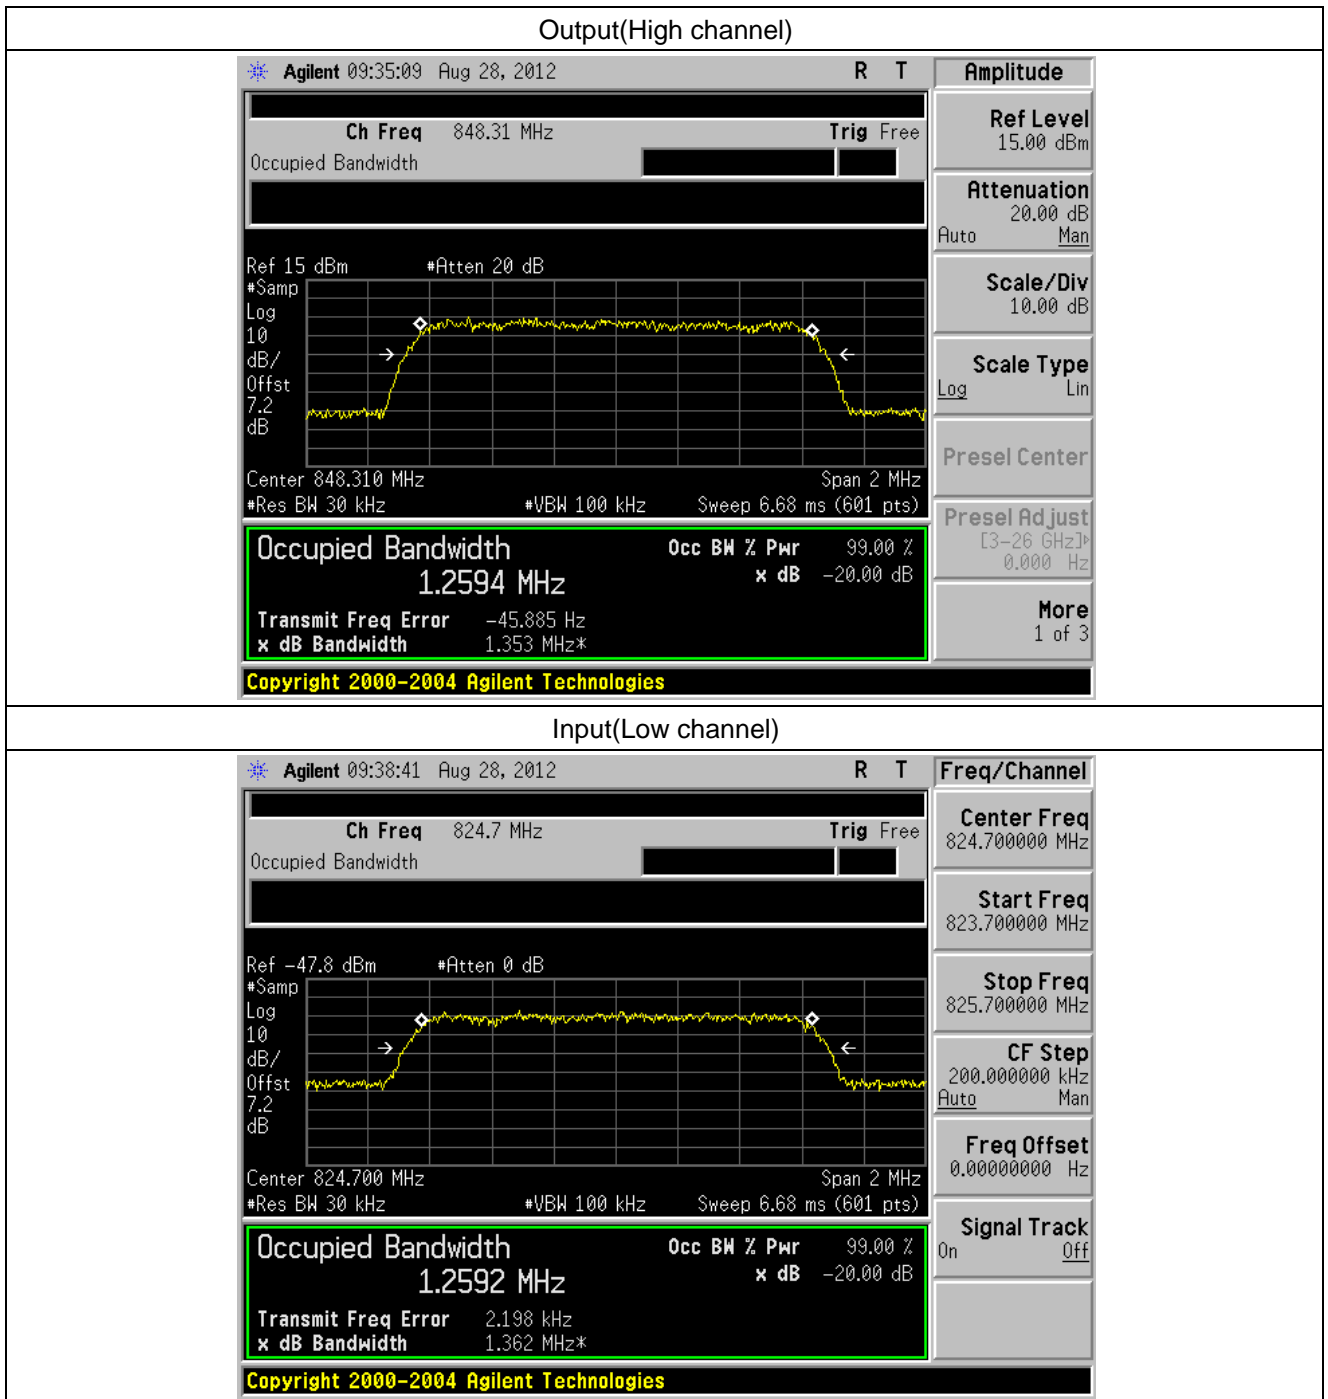 Output(High channel)
Agilent 09:35:09 Aug 28, 2012 R T
Amplitude
Ch Freq 848.31 MHz Trig Free
Occupied Bandwidth
Ref Level
15.00 dBm
Attenuation
20.00 dB
Auto Man
Scale/Div
10.00 dB
Scale Type
Log Lin
Presel Center
Presel Adjust
[3-26 GHz]
0.000 Hz
More
1 of 3
Ref 15 dBm #Atten 20 dB
#Samp
Log
10
dB/
Offst
7.2
dB
Center 848.310 MHz Span 2 MHz
#Res BW 30 kHz #VBW 100 kHz Sweep 6.68 ms (601 pts)
Occupied Bandwidth Occ BW % Pwr 99.00 %
1.2594 MHz x dB -20.00 dB
Transmit Freq Error -45.885 Hz
x dB Bandwidth 1.353 MHz*
Copyright 2000-2004 Agilent Technologies
Input(Low channel)
Agilent 09:38:41 Aug 28, 2012 R T
Freq/Channel
Ch Freq 824.7 MHz Trig Free
Occupied Bandwidth
Center Freq
824.700000 MHz
Start Freq
823.700000 MHz
Stop Freq
825.700000 MHz
CF Step
200.000000 kHz
Auto Man
Freq Offset
0.00000000 Hz
Signal Track
On Off
Ref -47.8 dBm #Atten 0 dB
#Samp
Log
10
dB/
Offst
7.2
dB
Center 824.700 MHz Span 2 MHz
#Res BW 30 kHz #VBW 100 kHz Sweep 6.68 ms (601 pts)
Occupied Bandwidth Occ BW % Pwr 99.00 %
1.2592 MHz x dB -20.00 dB
Transmit Freq Error 2.198 kHz
x dB Bandwidth 1.362 MHz*
Copyright 2000-2004 Agilent Technologies